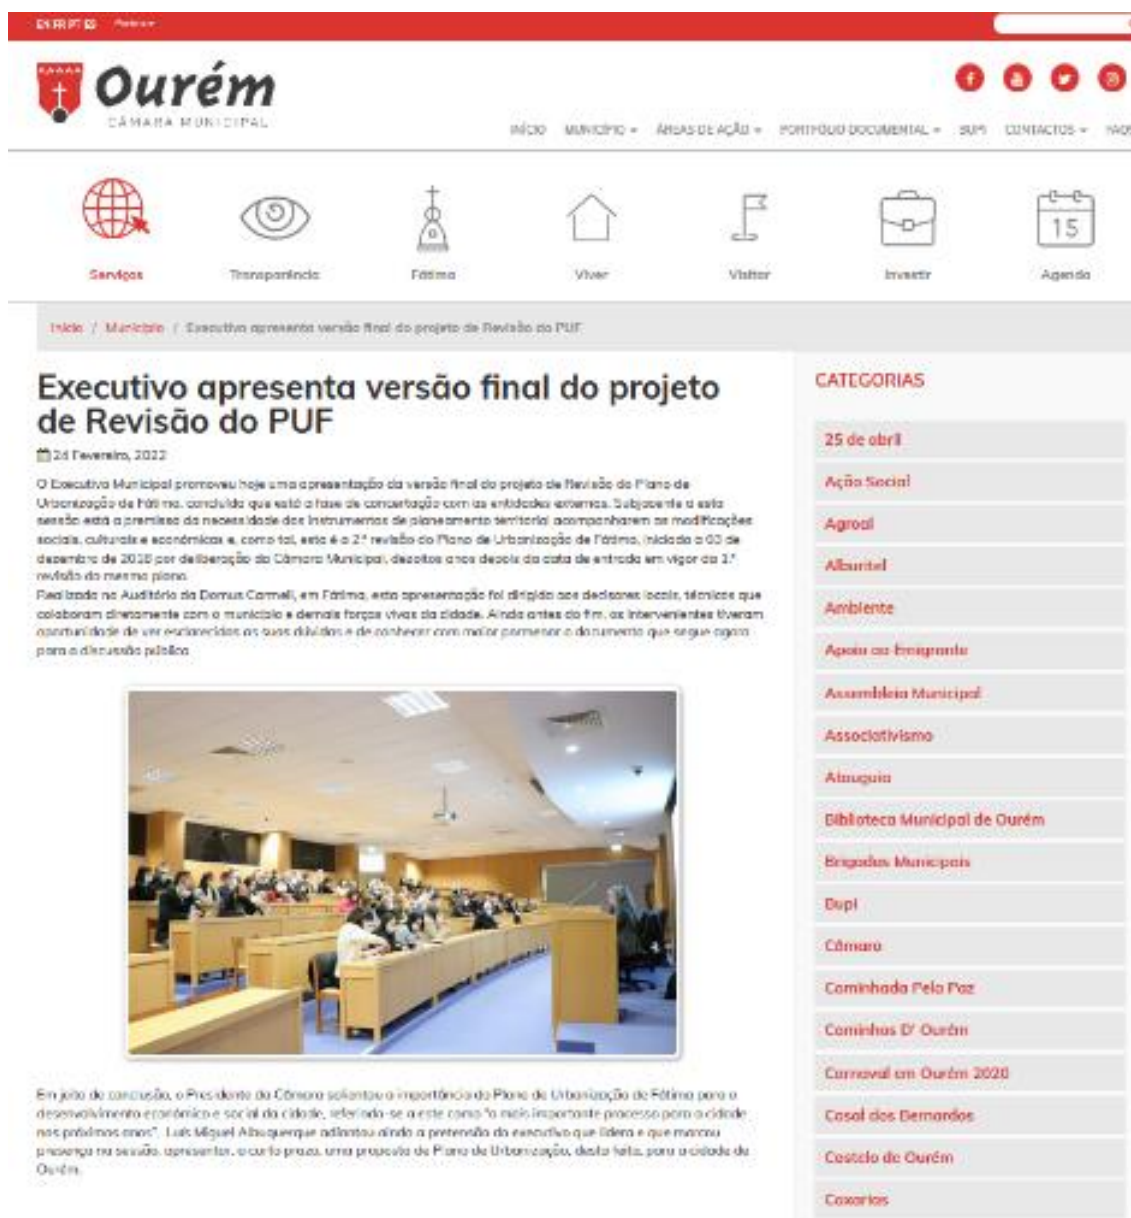 EN FR PT ES
Ourém
CÂMARA MUNICIPAL
INÍCIO MUNICÍPIO ÁREAS DE AÇÃO PORTFÓLIO DOCUMENTAL BUPI CONTACTOS FAQS
15
Serviços Transparência Fátima Viver Visitar Investir Agenda
Início / Município / Executivo apresenta versão final do projeto de Revisão do PUF
Executivo apresenta versão final do projeto
de Revisão do PUF
24 Fevereiro, 2022
O Executivo Municipal promoveu hoje uma apresentação da versão final do projeto de Revisão do Plano de
Urbanização de Fátima, concluída que está a fase de concertação com as entidades externas. Subjacente a esta
sessão está a premissa da necessidade dos instrumentos de planeamento territorial acompanharem as modificações
sociais, culturais e económicas e, como tal, esta é a 2ª revisão do Plano de Urbanização de Fátima, iniciada a 03 de
dezembro de 2018 por deliberação da Câmara Municipal, dezoitos anos depois da data de entrada em vigor da 1ª
revisão do mesmo plano.
Realizada no Auditório da Domus Carmeli, em Fátima, esta apresentação foi dirigida aos decisores locais, técnicos que
colaboram diretamente com o município e demais forças vivas da cidade. Ainda antes do fim, os intervenientes tiveram
oportunidade de ver esclarecidas as suas dúvidas e de conhecer com maior pormenor o documento que segue agora
para a discussão pública.
Em jeito de conclusão, o Presidente da Câmara salientou a importância do Plano de Urbanização de Fátima para o
desenvolvimento económico e social da cidade, referindo-se a este como "o mais importante processo para a cidade
nos próximos anos". Luís Miguel Albuquerque adiantou ainda a pretensão do executivo que lidera e que marcou
presença na sessão, apresentar, a curto prazo, uma proposta de Plano de Urbanização, desta feita, para a cidade de
Ourém.
CATEGORIAS
25 de abril
Ação Social
Agroal
Alburitel
Ambiente
Apoio ao Emigrante
Assembleia Municipal
Associativismo
Atouguia
Biblioteca Municipal de Ourém
Brigadas Municipais
Bupi
Câmara
Caminhada Pela Paz
Caminhos D' Ourém
Carnaval em Ourém 2020
Casal dos Bernardos
Castelo de Ourém
Caxarias